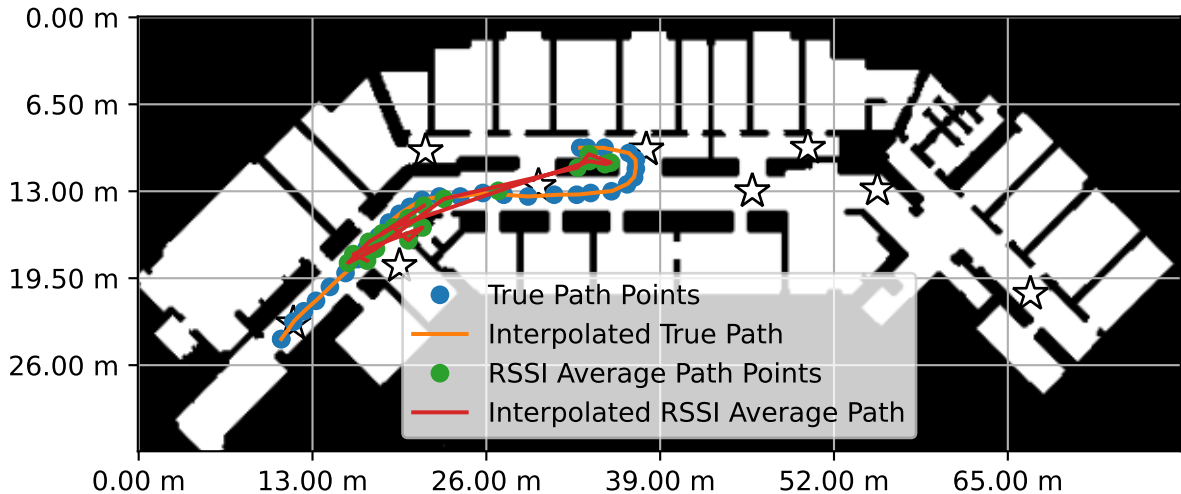 0.00 m
6.50 m
13.00 m
19.50 m
26.00 m
True Path Points
Interpolated True Path
RSSI Average Path Points
Interpolated RSSI Average Path
0.00 m 13.00 m 26.00 m 39.00 m 52.00 m 65.00 m